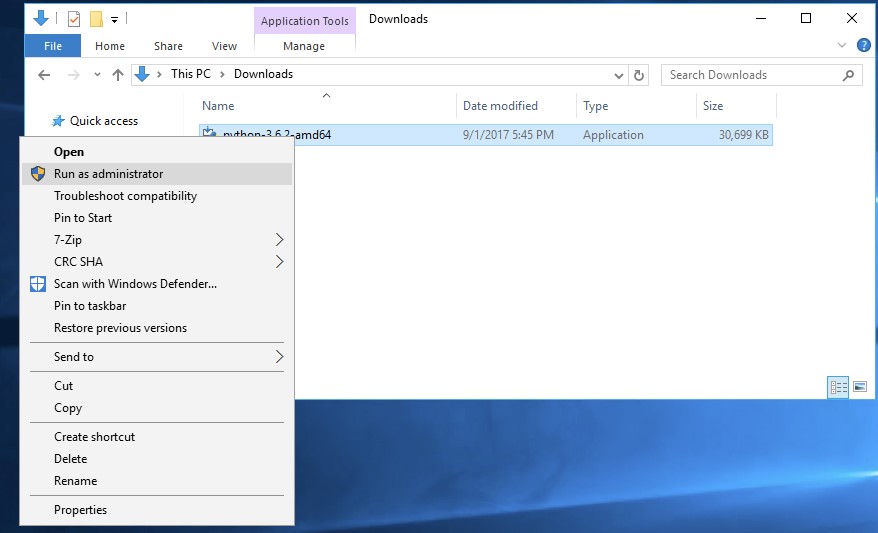 Application Tools
Downloads
File
Home
Share
View
Manage
This PC
Downloads
Search Downloads
Name
Date modified
Type
Size
Quick access
python-3.6.2-amd64
9/1/2017 5:45 PM
Application
30,699 KB
Open
Run as administrator
Troubleshoot compatibility
Pin to Start
7-Zip
CRC SHA
Scan with Windows Defender...
Pin to taskbar
Restore previous versions
Send to
Cut
Copy
Create shortcut
Delete
Rename
Properties